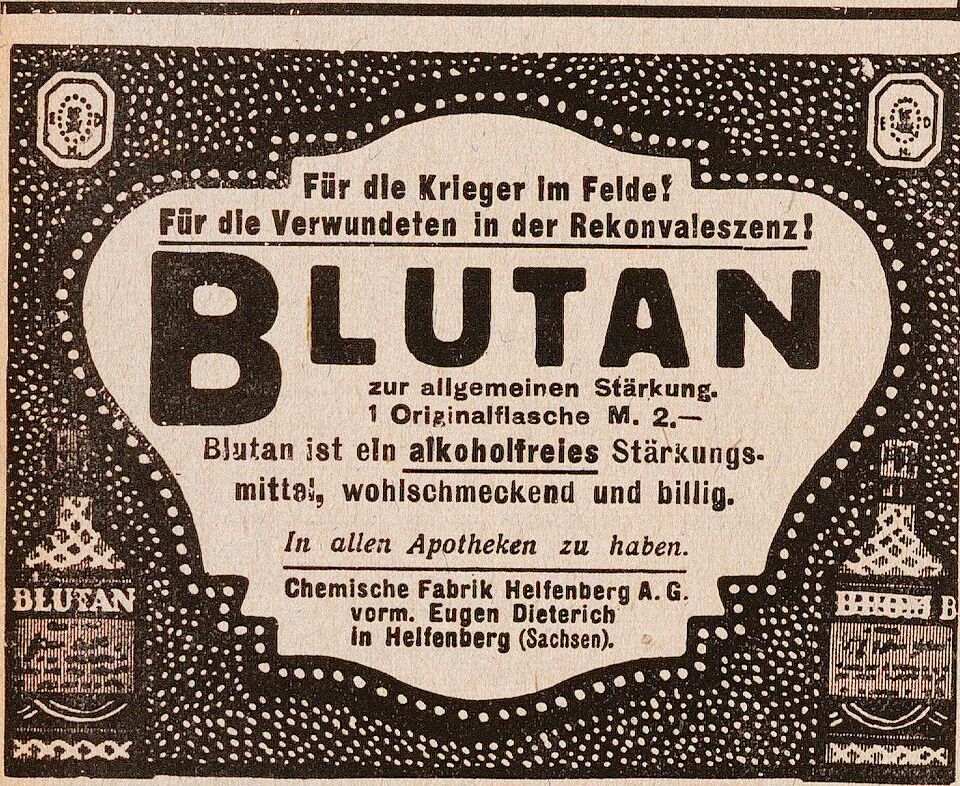 Für die Krieger im Felde!
Für die Verwundeten in der Rekonvaleszenz!
BLUTAN
zur allgemeinen Stärkung.
1 Originalflasche M. 2.—
Blutan ist ein alkoholfreies Stärkungs-
mittel, wohlschmeckend und billig.
In allen Apotheken zu haben.
Chemische Fabrik Helfenberg A. G.
vorm. Eugen Dieterich
in Helfenberg (Sachsen).
BLUTAN
E D
H.
E D
H.